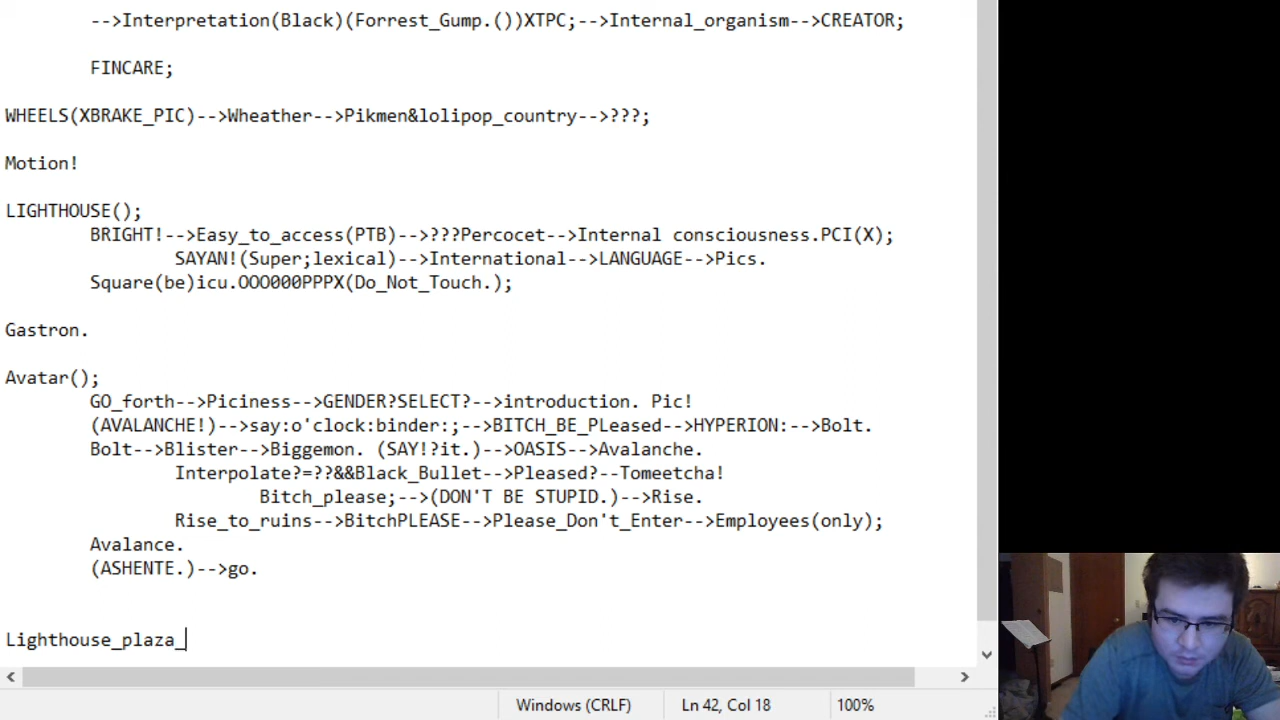 -->Interpretation(Black)(Forrest_Gump.())XTPC;-->Internal_organism-->CREATOR;
FINCARE;
WHEELS(XBRAKE_PIC)-->Wheather-->Pikmen&lolipop_country-->???;
Motion!
LIGHTHOUSE();
BRIGHT!-->Easy_to_access(PTB)-->???Percocet-->Internal consciousness.PCI(X);
SAYAN!(Super;lexical)-->International-->LANGUAGE-->Pics.
Square(be)icu.OOO000PPPX(Do_Not_Touch.);
Gastron.
Avatar();
GO_forth-->Piciness-->GENDER?SELECT?-->introduction. Pic!
(AVALANCHE!)-->say:o'clock:binder:;-->BITCH_BE_PLeased-->HYPERION:-->Bolt.
Bolt-->Blister-->Biggemon. (SAY!?it.)-->OASIS-->Avalanche.
Interpolate?=??&&Black_Bullet-->Pleased?--Tomeetcha!
Bitch_please;-->(DON'T BE STUPID.)-->Rise.
Rise_to_ruins-->BitchPLEASE-->Please_Don't_Enter-->Employees(only);
Avalance.
(ASHENTE.)-->go.
Lighthouse_plaza_
Windows (CRLF) Ln 42, Col 18 100%